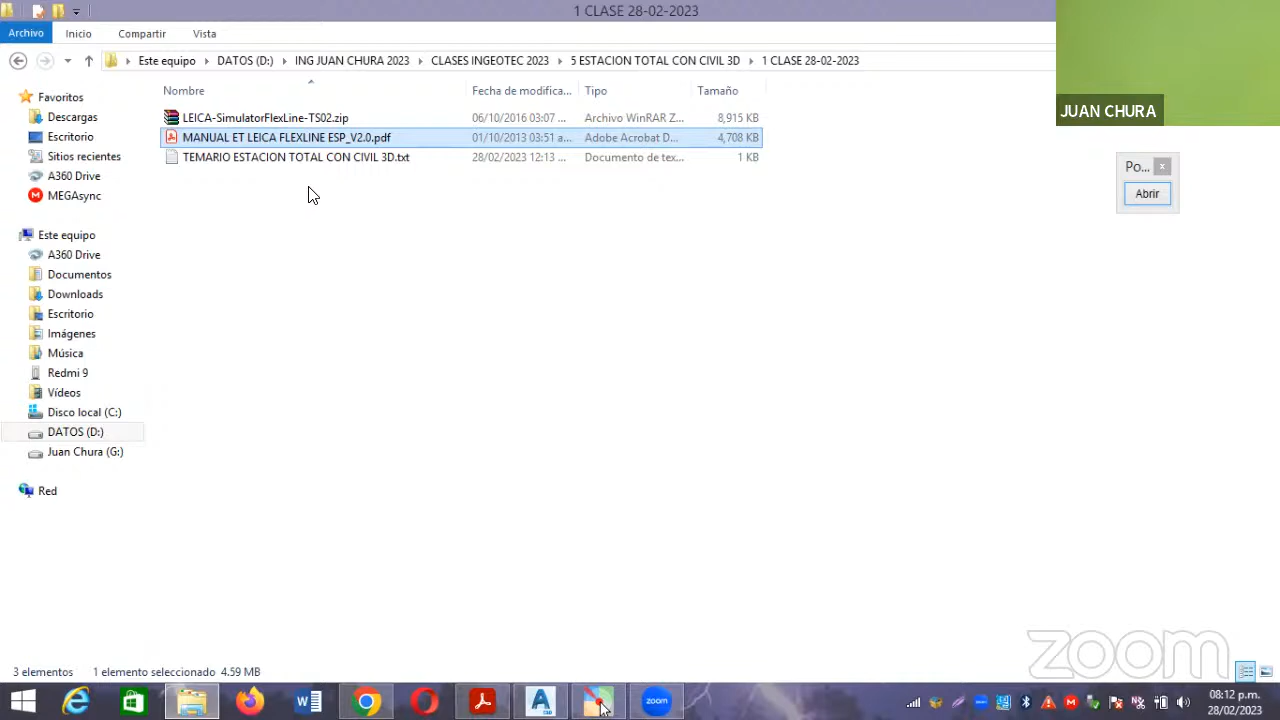 1 CLASE 28-02-2023
Archivo Inicio Compartir Vista
Este equipo DATOS (D:) ING JUAN CHURA 2023 CLASES INGEOTEC 2023 5 ESTACION TOTAL CON CIVIL 3D 1 CLASE 28-02-2023
JUAN CHURA
Favoritos
Descargas
Escritorio
Sitios recientes
A360 Drive
MEGAsync
Este equipo
A360 Drive
Documentos
Downloads
Escritorio
Imágenes
Música
Redmi 9
Vídeos
Disco local (C:)
DATOS (D:)
Juan Chura (G:)
Red
Nombre Fecha de modifica... Tipo Tamaño
LEICA-SimulatorFlexLine-TS02.zip 06/10/2016 03:07 ... Archivo WinRAR Z... 8,915 KB
MANUAL ET LEICA FLEXLINE ESP_V2.0.pdf 01/10/2013 03:51 a... Adobe Acrobat D... 4,708 KB
TEMARIO ESTACION TOTAL CON CIVIL 3D.txt 28/02/2023 12:13 ... Documento de tex... 1 KB
Po... x
Abrir
zoom
3 elementos 1 elemento seleccionado 4.59 MB
zoom
08:12 p.m.
28/02/2023